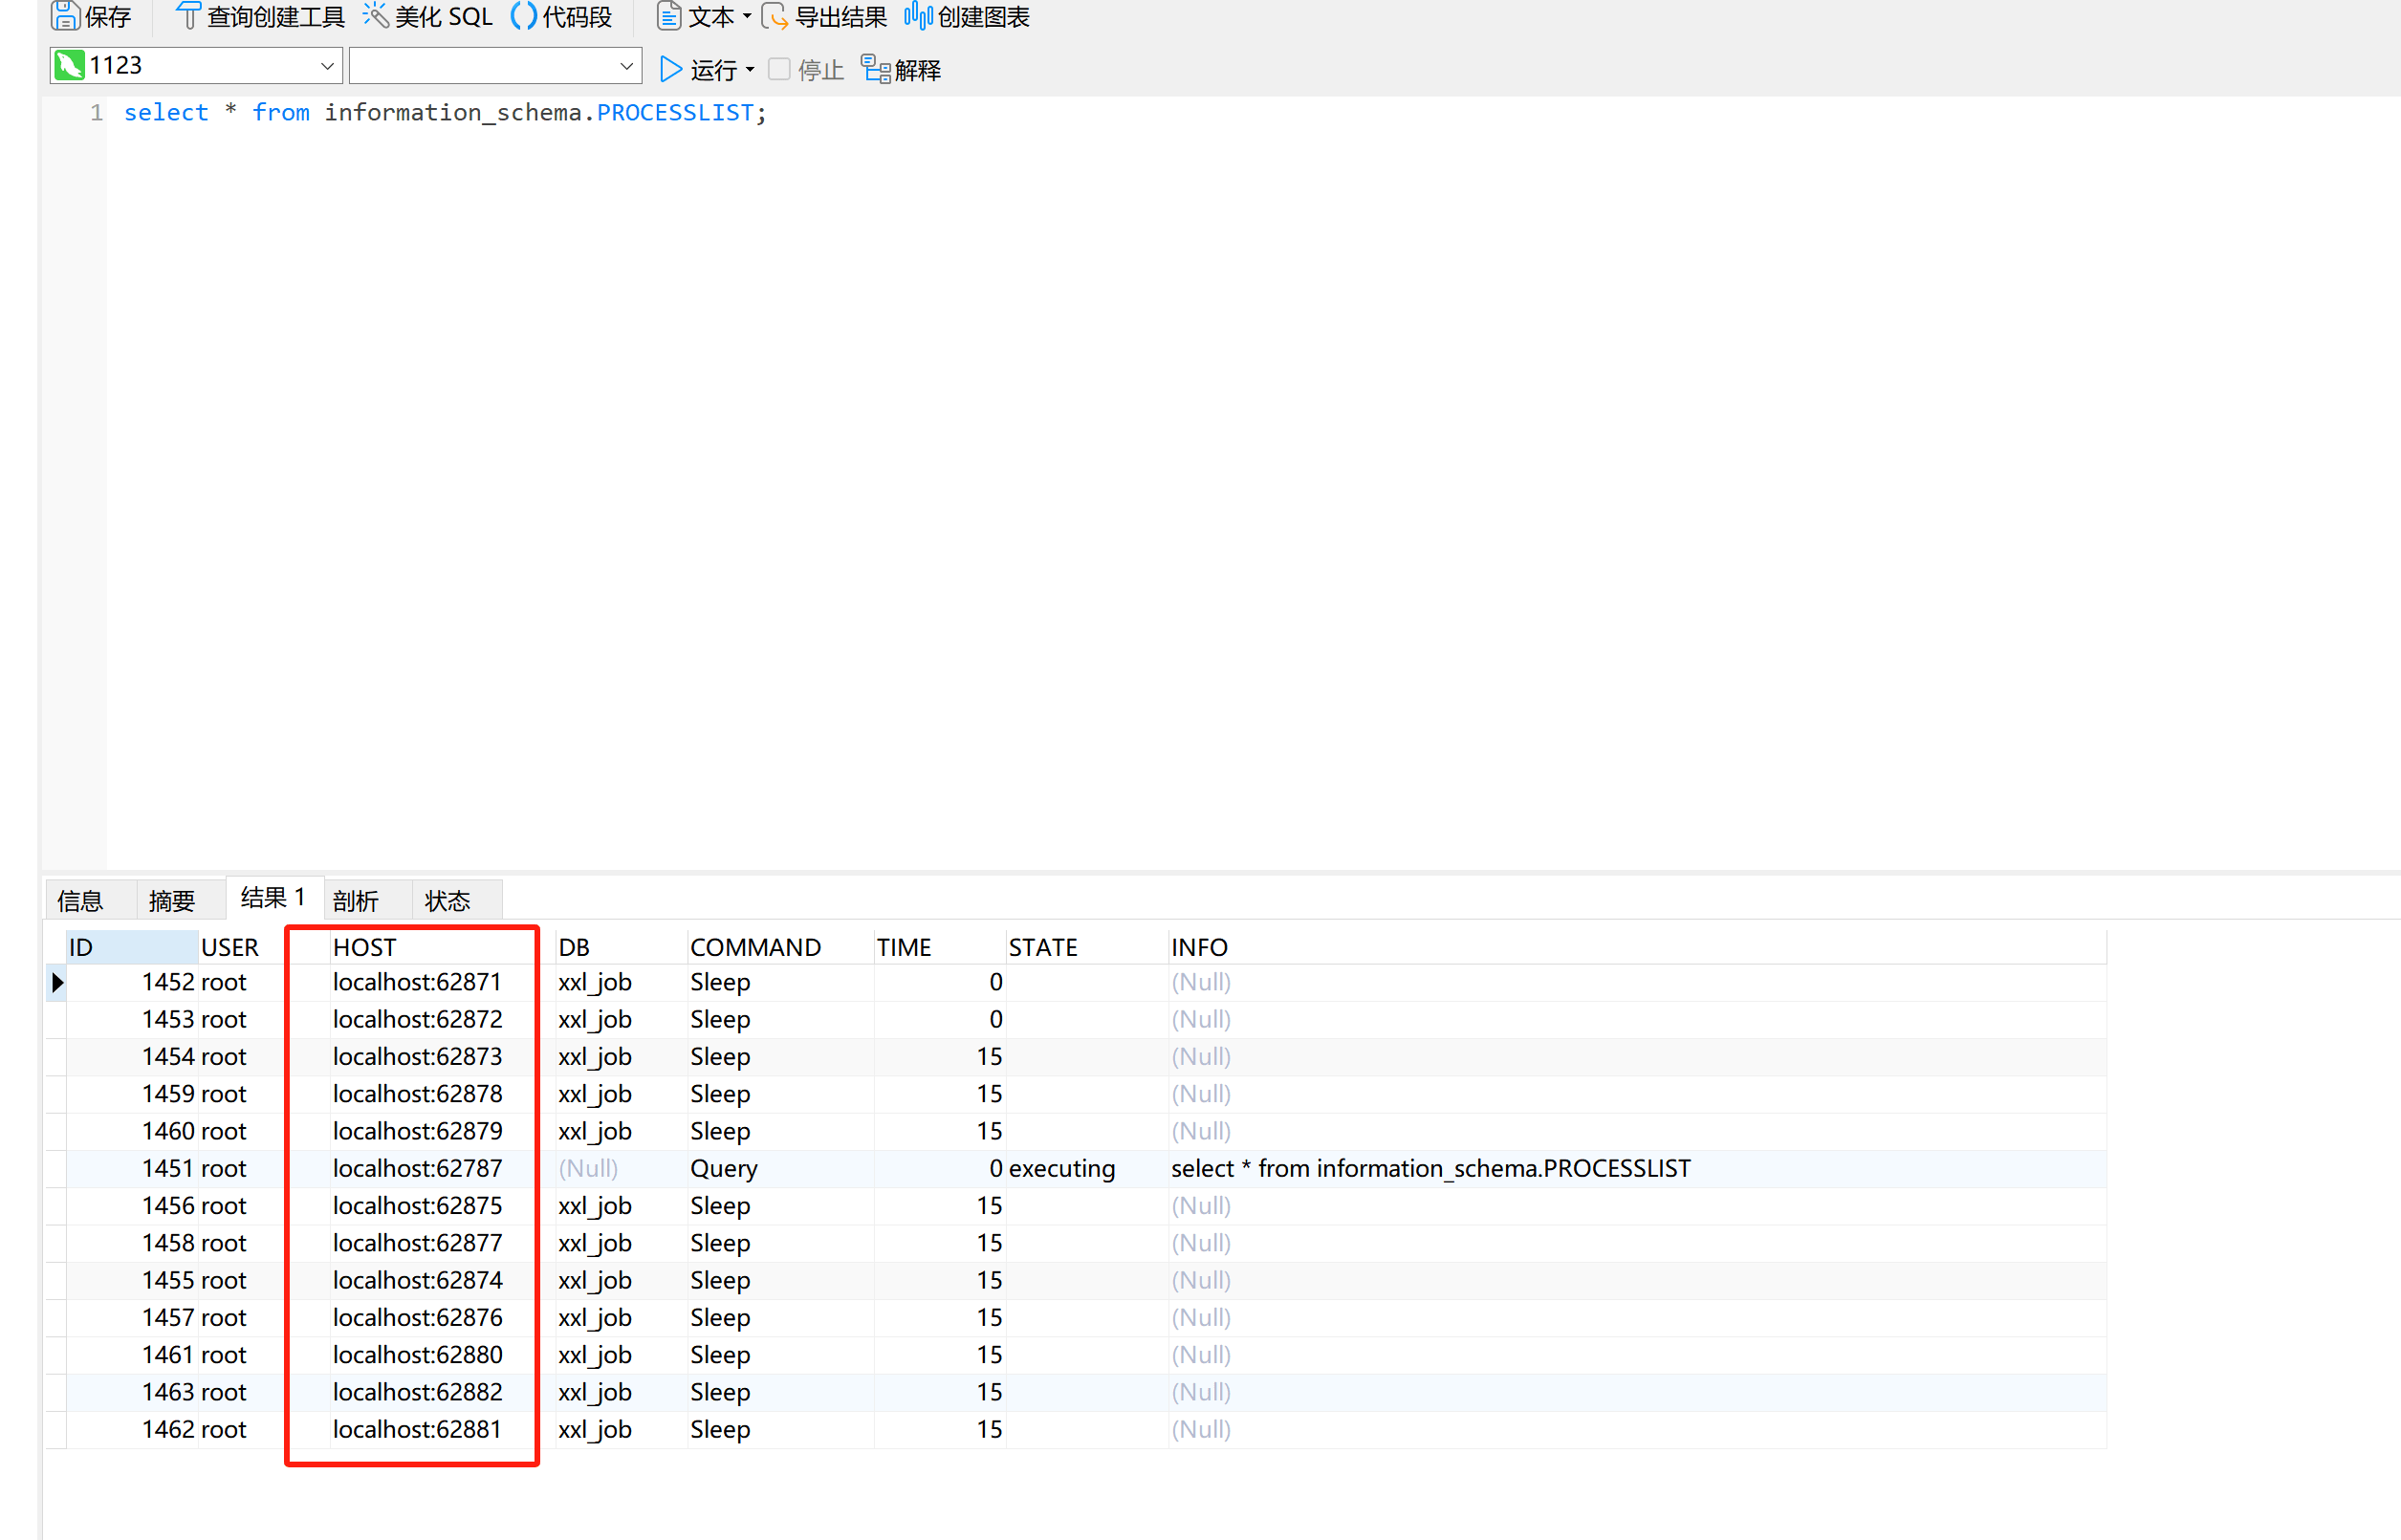 保存 查询创建工具 美化 SQL 代码段 文本 导出结果 创建图表
1123 运行 停止 解释
1 select * from information_schema.PROCESSLIST;
信息 摘要 结果 1 剖析 状态
ID USER HOST DB COMMAND TIME STATE INFO
1452 root localhost:62871 xxl_job Sleep 0 (Null)
1453 root localhost:62872 xxl_job Sleep 0 (Null)
1454 root localhost:62873 xxl_job Sleep 15 (Null)
1459 root localhost:62878 xxl_job Sleep 15 (Null)
1460 root localhost:62879 xxl_job Sleep 15 (Null)
1451 root localhost:62787 (Null) Query 0 executing select * from information_schema.PROCESSLIST
1456 root localhost:62875 xxl_job Sleep 15 (Null)
1458 root localhost:62877 xxl_job Sleep 15 (Null)
1455 root localhost:62874 xxl_job Sleep 15 (Null)
1457 root localhost:62876 xxl_job Sleep 15 (Null)
1461 root localhost:62880 xxl_job Sleep 15 (Null)
1463 root localhost:62882 xxl_job Sleep 15 (Null)
1462 root localhost:62881 xxl_job Sleep 15 (Null)